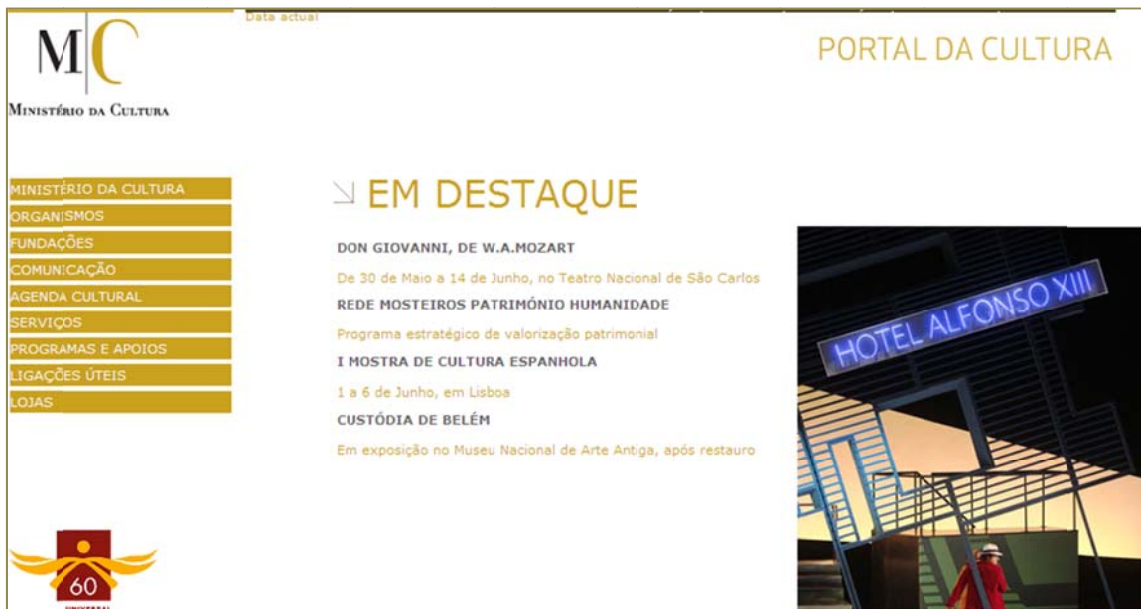 Data actual
MC
MINISTÉRIO DA CULTURA
PORTAL DA CULTURA
MINISTÉRIO DA CULTURA
ORGANISMOS
FUNDAÇÕES
COMUNICAÇÃO
AGENDA CULTURAL
SERVIÇOS
PROGRAMAS E APOIOS
LIGAÇÕES ÚTEIS
LOJAS
EM DESTAQUE
DON GIOVANNI, DE W.A.MOZART
De 30 de Maio a 14 de Junho, no Teatro Nacional de São Carlos
REDE MOSTEIROS PATRIMÓNIO HUMANIDADE
Programa estratégico de valorização patrimonial
I MOSTRA DE CULTURA ESPANHOLA
1 a 6 de Junho, em Lisboa
CUSTÓDIA DE BELÉM
Em exposição no Museu Nacional de Arte Antiga, após restauro
HOTEL ALFONSO XIII
60
UNIVERSAL